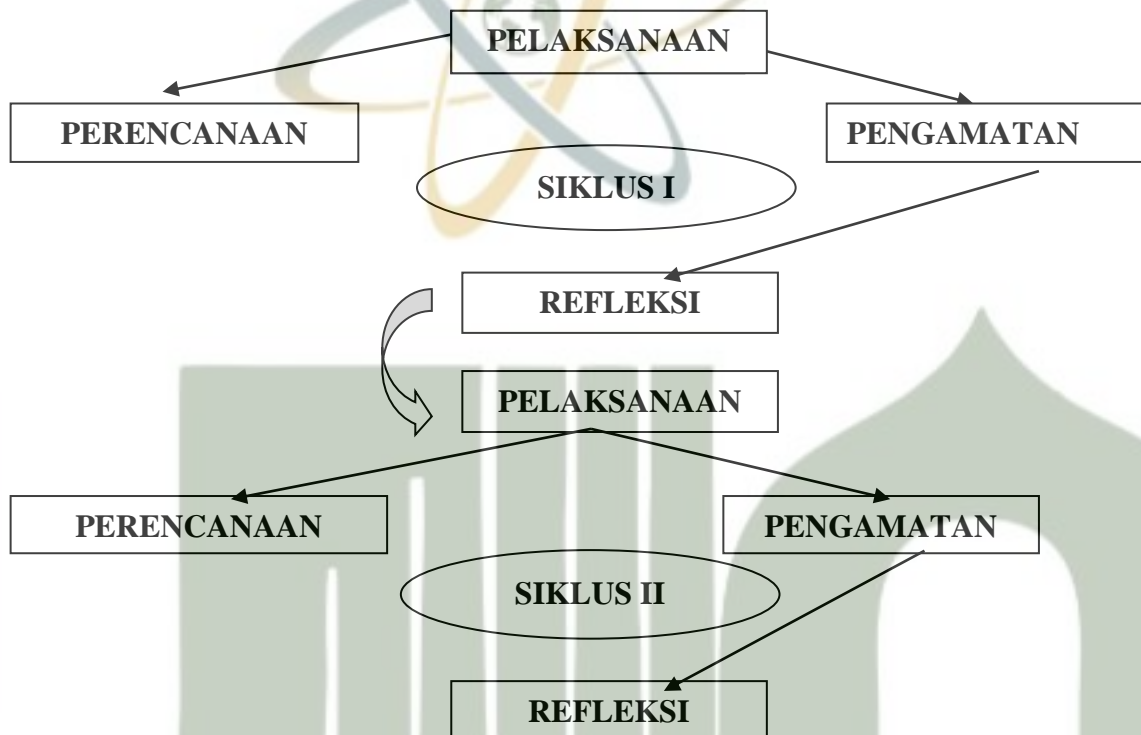 PELAKSANAAN
PERENCANAAN
PENGAMATAN
SIKLUS I
REFLEKSI
PELAKSANAAN
PERENCANAAN
PENGAMATAN
SIKLUS II
REFLEKSI